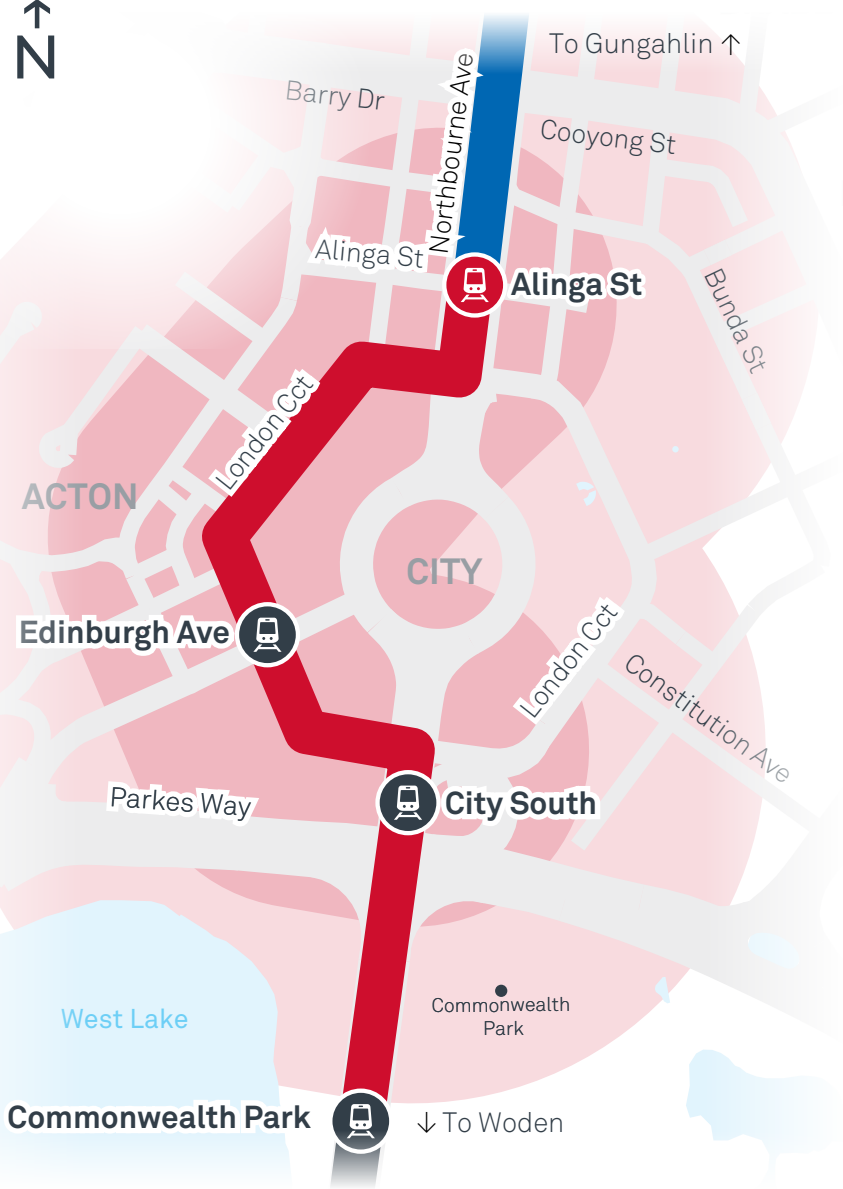 N
To Gungahlin ↑
Northbourne Ave
Barry Dr
Cooyong St
Alinga St
Alinga St
Bunda St
London Cct
ACTON
CITY
Edinburgh Ave
London Cct
Constitution Ave
Parkes Way
City South
Commonwealth
Park
West Lake
Commonwealth Park
↓ To Woden